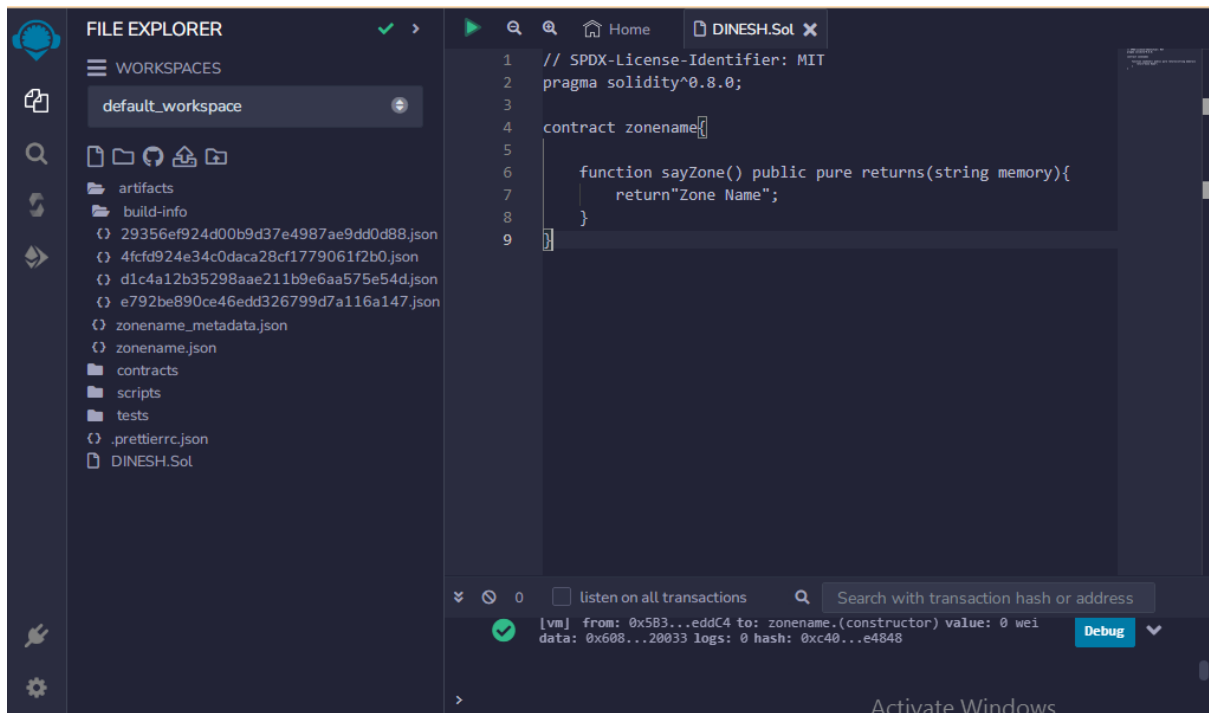 FILE EXPLORER
WORKSPACES
default_workspace
artifacts
build-info
29356ef924d00b9d37e4987ae9dd0d88.json
4fcfd924e34c0daca28cf1779061f2b0.json
d1c4a12b35298aae211b9e6aa575e54d.json
e792be890ce46edd326799d7a116a147.json
zonename_metadata.json
zonename.json
contracts
scripts
tests
.prettierrc.json
DINESH.Sol
Home
DINESH.Sol
1 // SPDX-License-Identifier: MIT
2 pragma solidity^0.8.0;
3
4 contract zonename{
5
6 function sayZone() public pure returns(string memory){
7 return"Zone Name";
8 }
9 }
0 listen on all transactions Search with transaction hash or address
[vm] from: 0x5B3...eddC4 to: zonename.(constructor) value: 0 wei
data: 0x608...20033 logs: 0 hash: 0xc40...e4848
Debug
>
Activate Windows